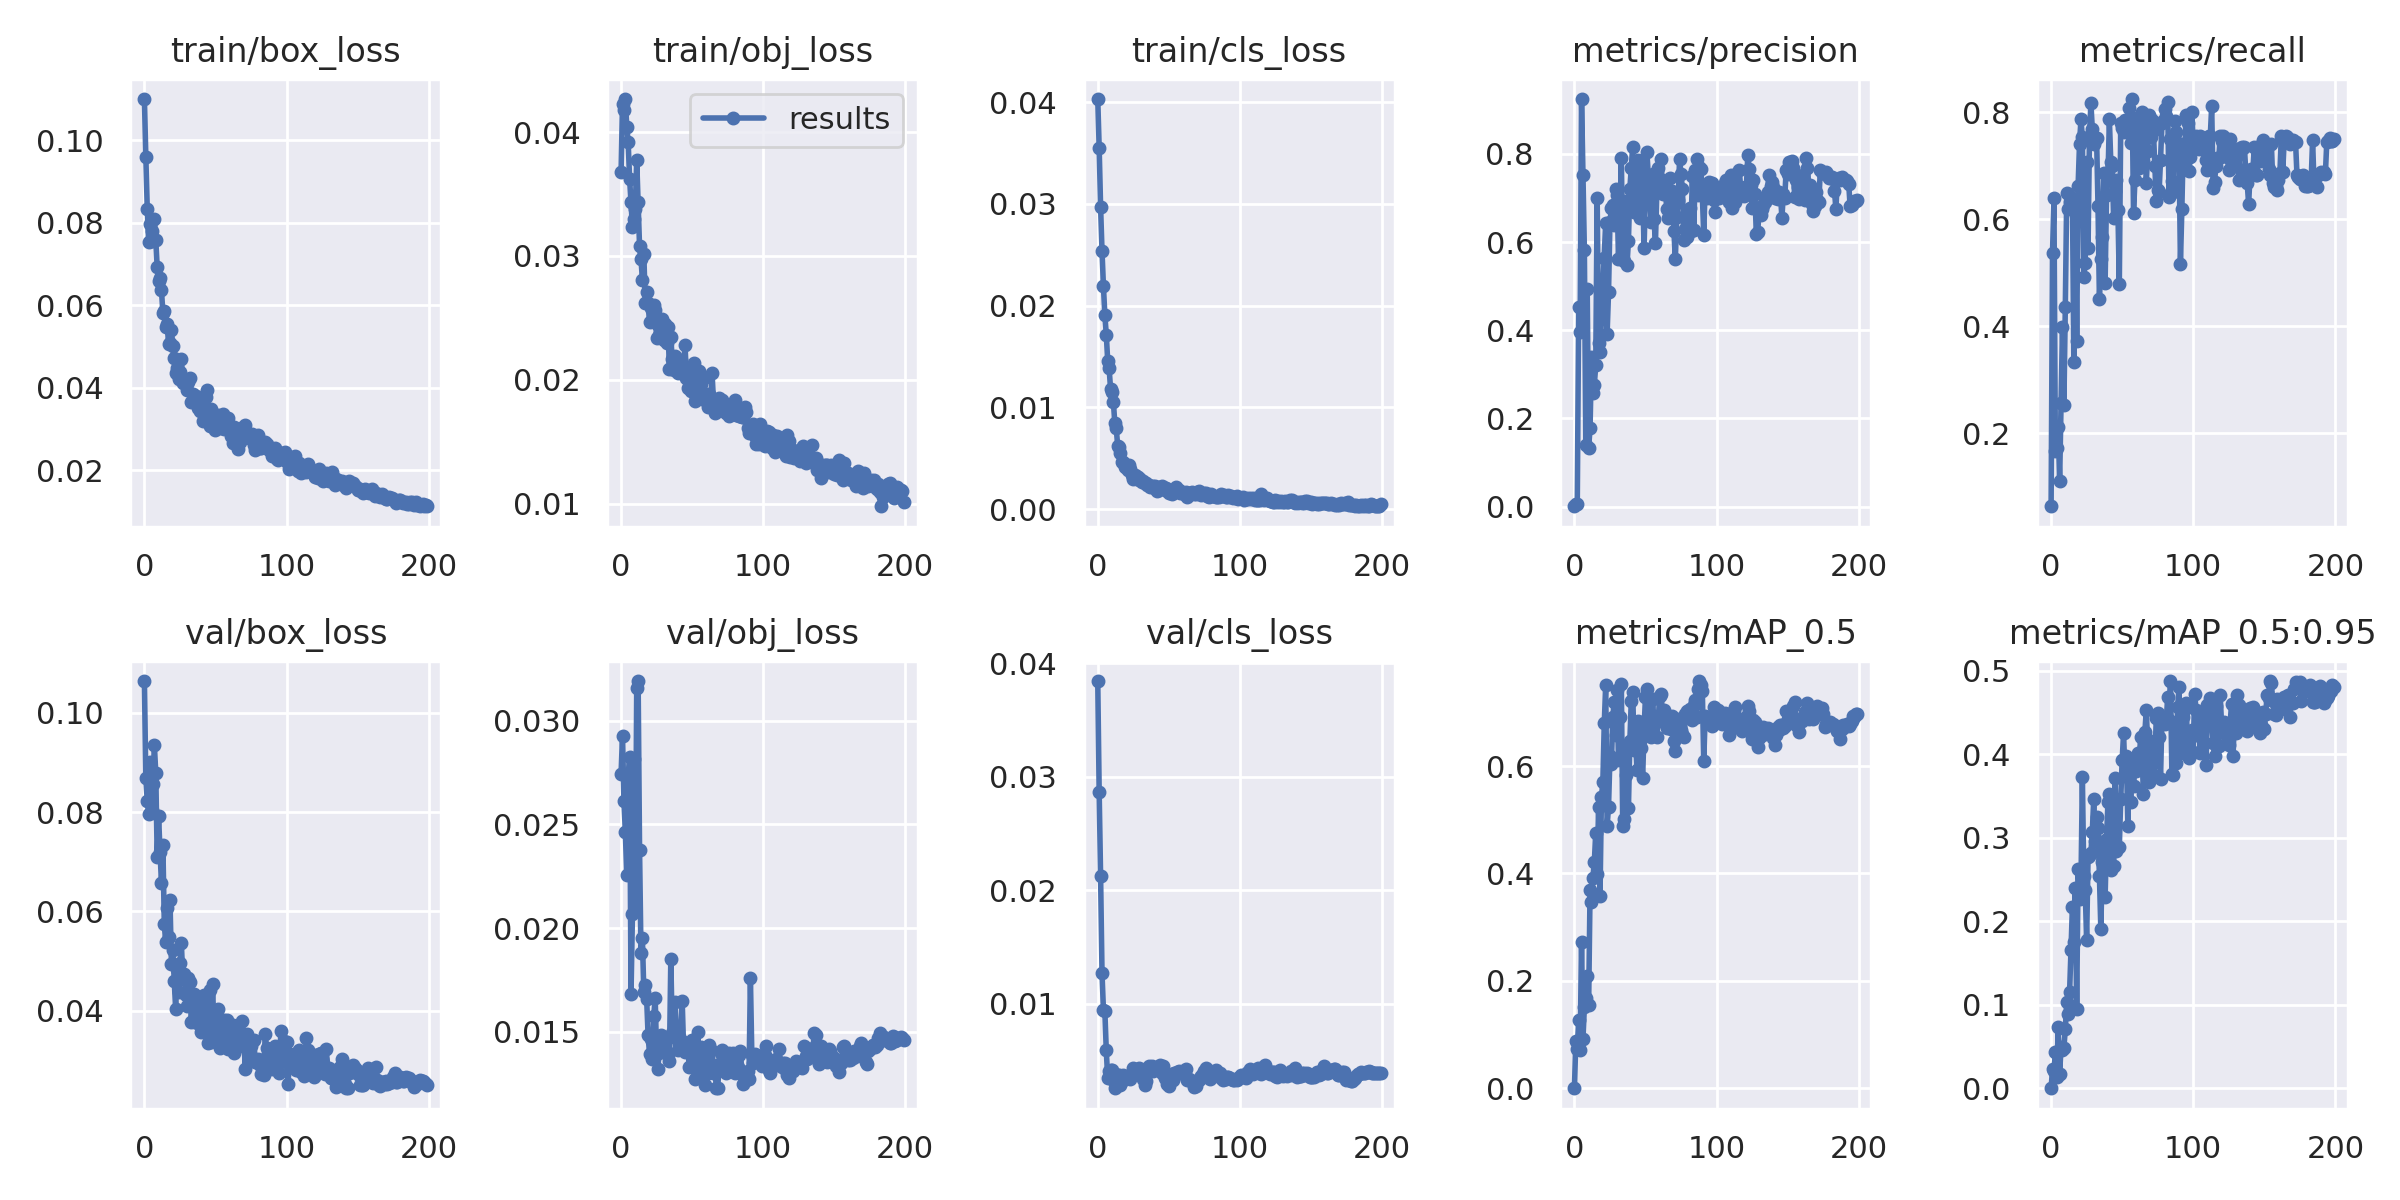 train/box_loss
0.10
0.08
0.06
0.04
0.02
0 100 200
train/obj_loss
results
0.04
0.03
0.02
0.01
0 100 200
train/cls_loss
0.04
0.03
0.02
0.01
0.00
0 100 200
metrics/precision
0.8
0.6
0.4
0.2
0.0
0 100 200
metrics/recall
0.8
0.6
0.4
0.2
0 100 200
val/box_loss
0.10
0.08
0.06
0.04
0 100 200
val/obj_loss
0.030
0.025
0.020
0.015
0 100 200
val/cls_loss
0.04
0.03
0.02
0.01
0 100 200
metrics/mAP_0.5
0.6
0.4
0.2
0.0
0 100 200
metrics/mAP_0.5:0.95
0.5
0.4
0.3
0.2
0.1
0.0
0 100 200